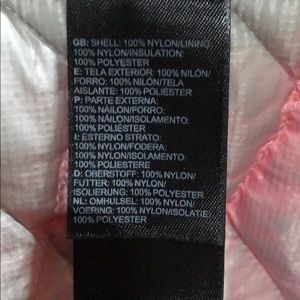 GB: SHELL: 100% NYLON/LINING:
100% NYLON/INSULATION:
100% POLYESTER
E: TELA EXTERIOR: 100% NILÓN/
FORRO: 100% NILÓN/TELA
AISLANTE: 100% POLIÉSTER
P: PARTE EXTERNA:
100% NÁILON/FORRO:
100% NÁILON/ISOLAMENTO:
100% POLIÉSTER
I: ESTERNO STRATO:
100% NYLON/FODERA:
100% NYLON/ISOLAMENTO:
100% POLIESTERE
D: OBERSTOFF: 100% NYLON/
FUTTER: 100% NYLON/
ISOLIERUNG: 100% POLYESTER
NL: OMHULSEL: 100% NYLON/
VOERING: 100% NYLON/ISOLATIE:
100% POLYESTER